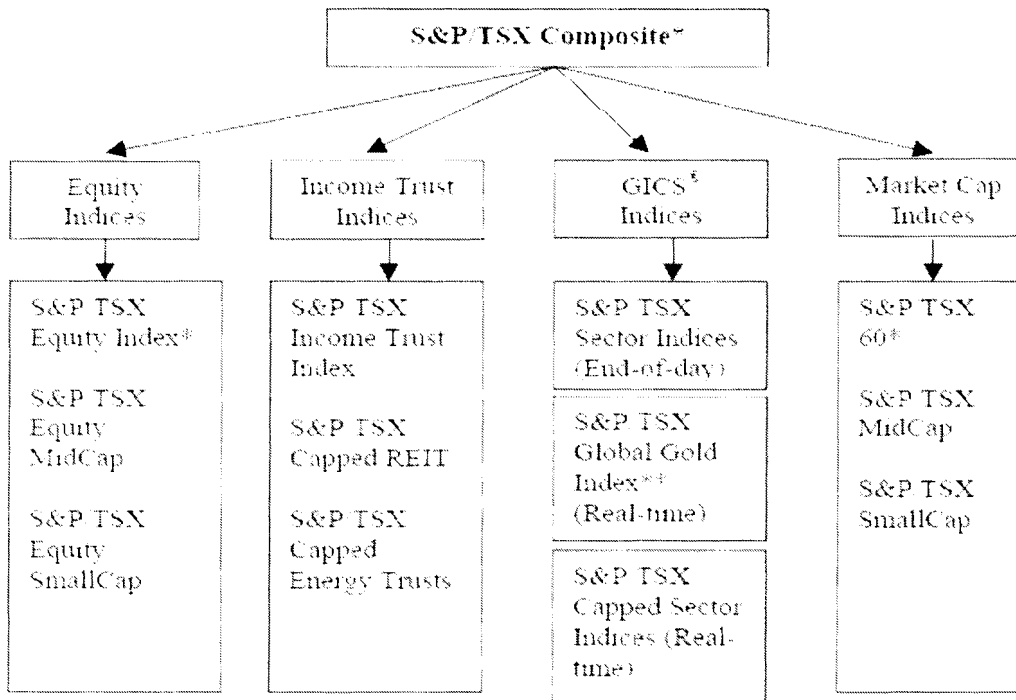 S&P/TSX Composite*
Equity
Indices
Income Trust
Indices
GICS®
Indices
Market Cap
Indices
S&P/TSX
Equity Index*
S&P/TSX
Equity
MidCap
S&P/TSX
Equity
SmallCap
S&P/TSX
Income Trust
Index
S&P/TSX
Capped REIT
S&P/TSX
Capped
Energy Trusts
S&P/TSX
Sector Indices
(End-of-day)
S&P/TSX
Global Gold
Index**
(Real-time)
S&P/TSX
Capped Sector
Indices (Real-
time)
S&P/TSX
60*
S&P/TSX
MidCap
S&P/TSX
SmallCap